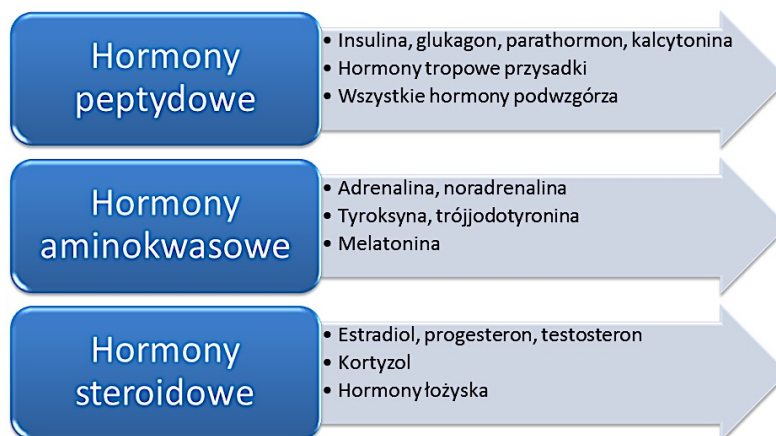 Hormony
peptydowe
• Insulina, glukagon, parathormon, kalcytonina
• Hormony tropowe przysadki
• Wszystkie hormony podwzgórza
Hormony
aminokwasowe
• Adrenalina, noradrenalina
• Tyroksyna, trójjodotyronina
• Melatonina
Hormony
steroidowe
• Estradiol, progesteron, testosteron
• Kortyzol
• Hormony łożyska